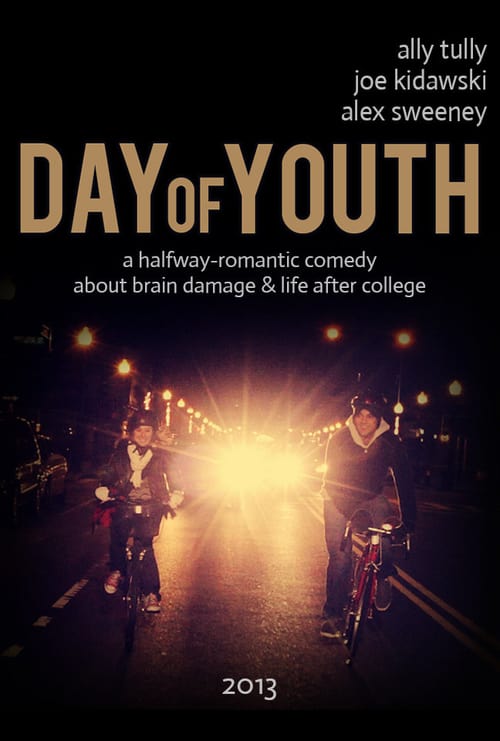 ally tully
joe kidawski
alex sweeney
DAY OF YOUTH
a halfway-romantic comedy
about brain damage & life after college
2013